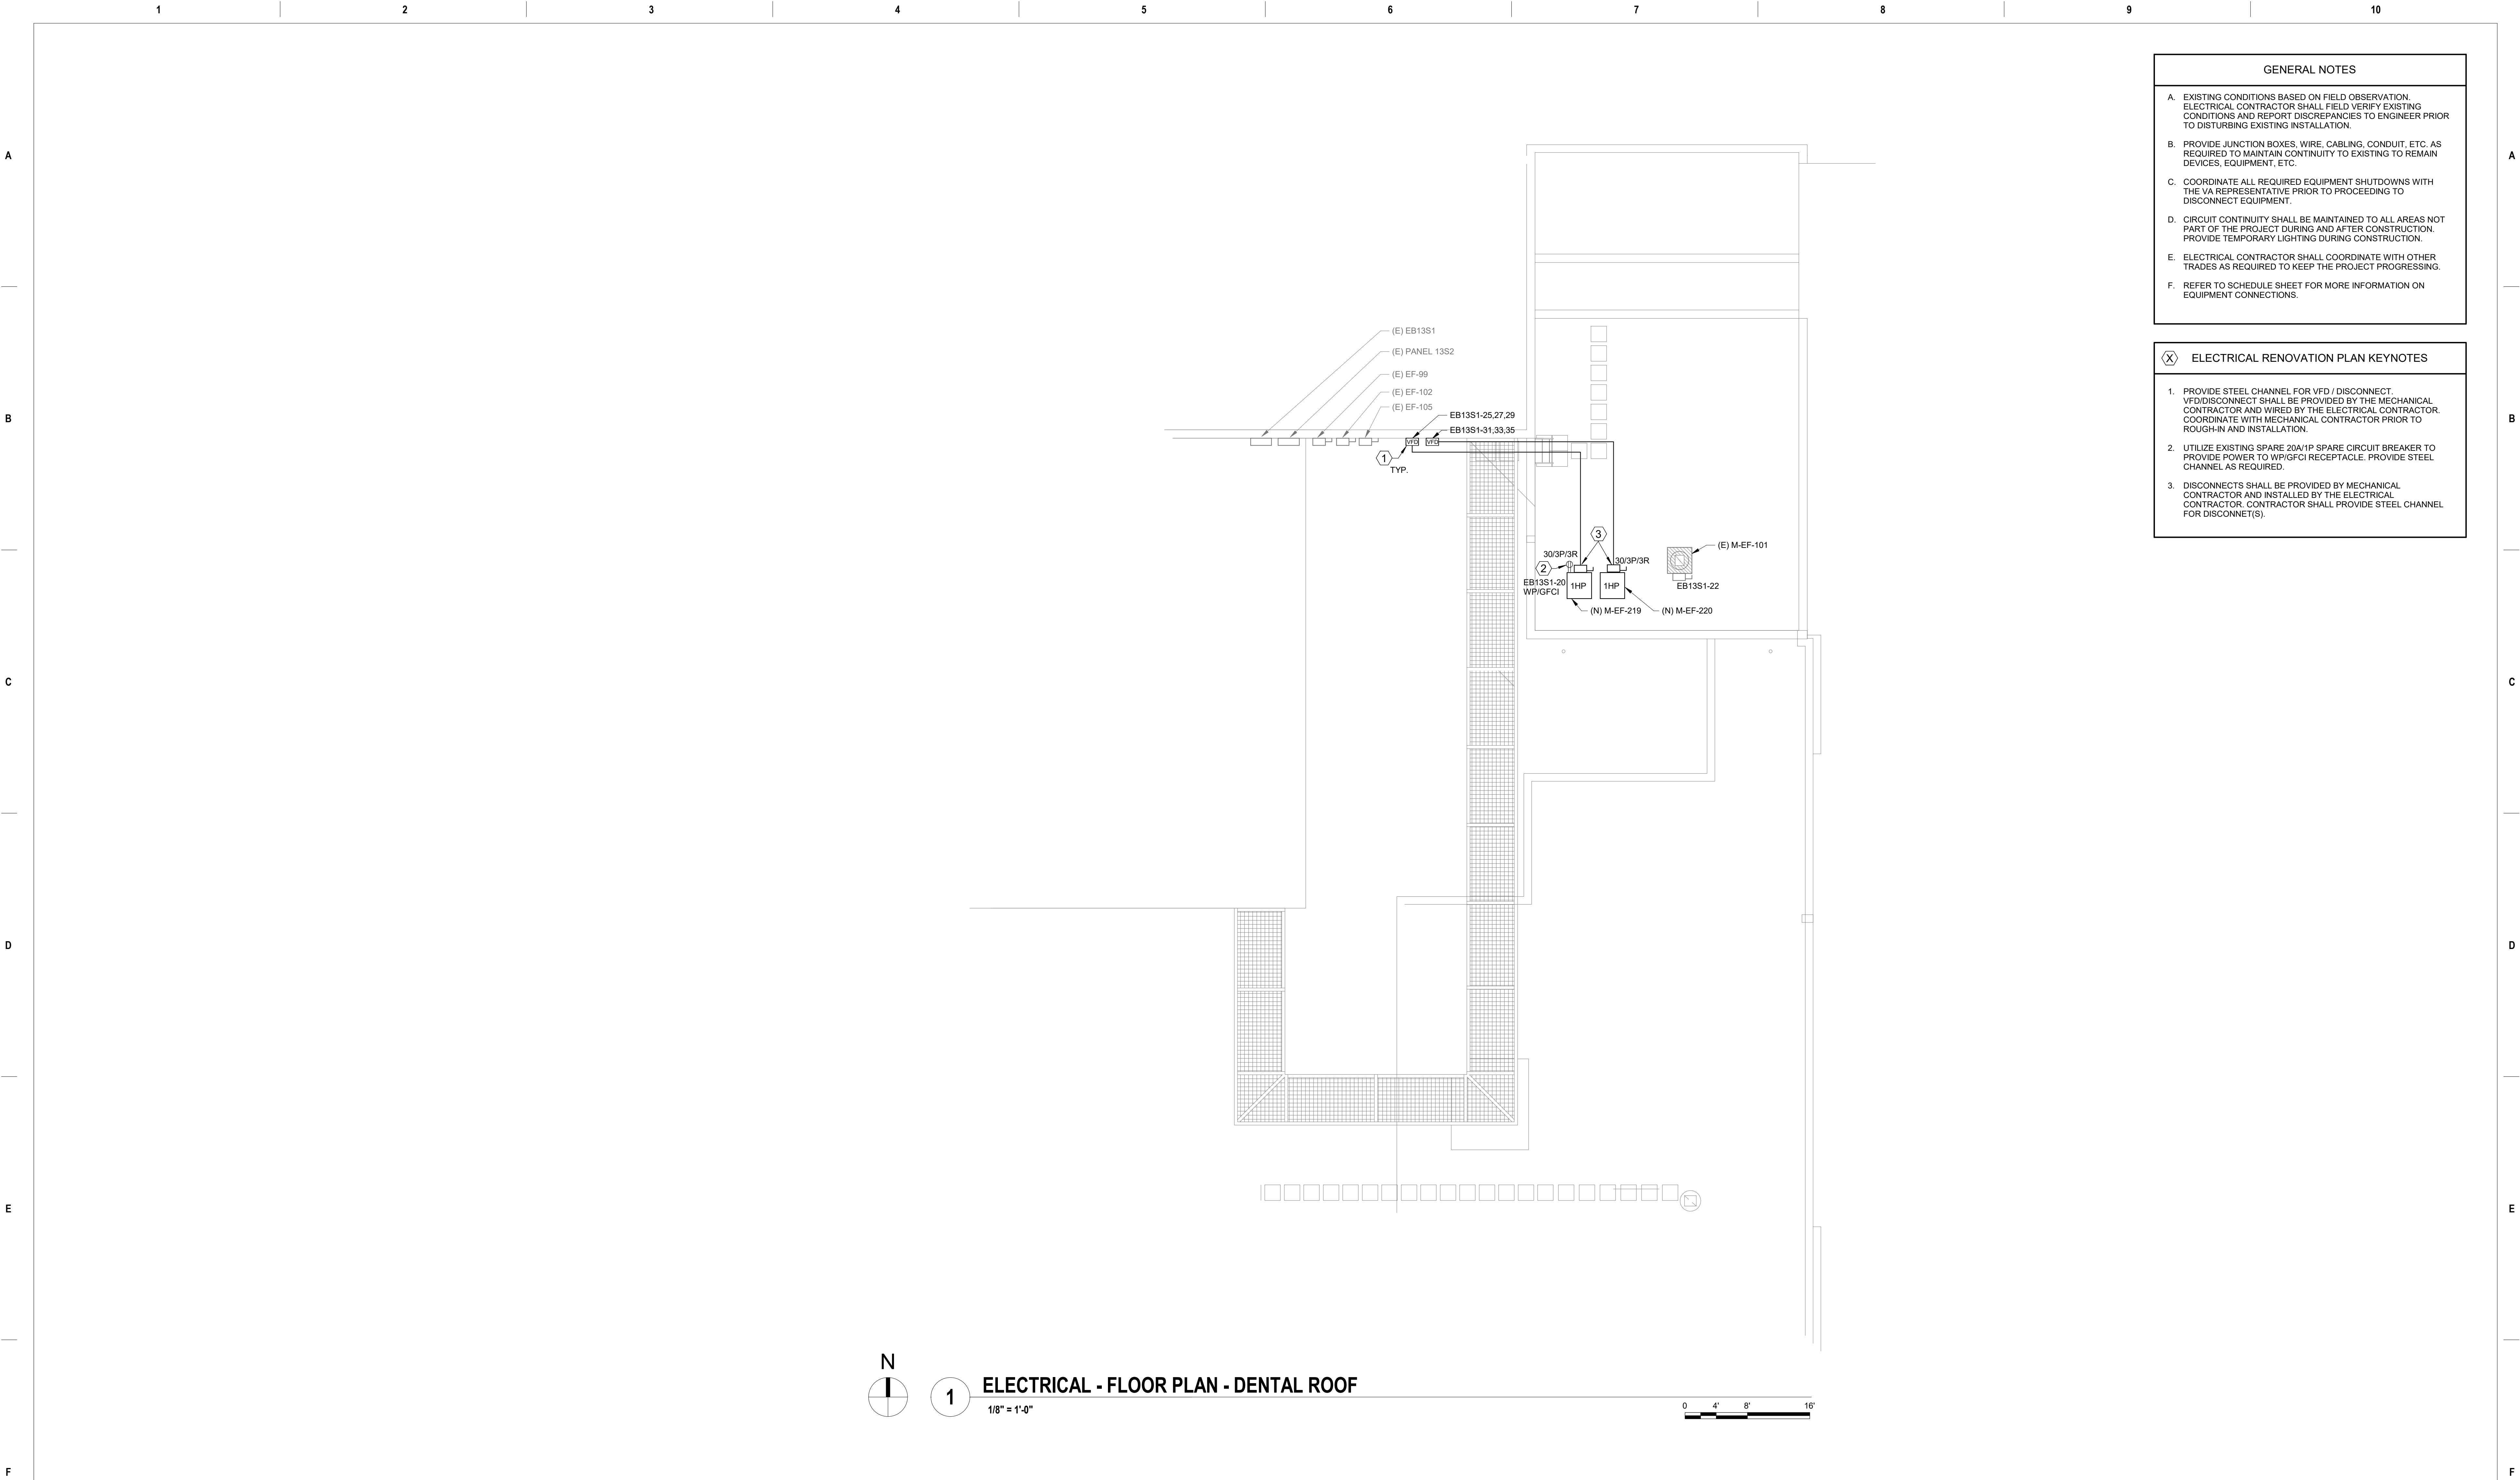 1 2 3 4 5 6 7 8 9 10
A A
B B
C C
D D
E E
F F
GENERAL NOTES
A. EXISTING CONDITIONS BASED ON FIELD OBSERVATION.
ELECTRICAL CONTRACTOR SHALL FIELD VERIFY EXISTING
CONDITIONS AND REPORT DISCREPANCIES TO ENGINEER PRIOR
TO DISTURBING EXISTING INSTALLATION.
B. PROVIDE JUNCTION BOXES, WIRE, CABLING, CONDUIT, ETC. AS
REQUIRED TO MAINTAIN CONTINUITY TO EXISTING TO REMAIN
DEVICES, EQUIPMENT, ETC.
C. COORDINATE ALL REQUIRED EQUIPMENT SHUTDOWNS WITH
THE VA REPRESENTATIVE PRIOR TO PROCEEDING TO
DISCONNECT EQUIPMENT.
D. CIRCUIT CONTINUITY SHALL BE MAINTAINED TO ALL AREAS NOT
PART OF THE PROJECT DURING AND AFTER CONSTRUCTION.
PROVIDE TEMPORARY LIGHTING DURING CONSTRUCTION.
E. ELECTRICAL CONTRACTOR SHALL COORDINATE WITH OTHER
TRADES AS REQUIRED TO KEEP THE PROJECT PROGRESSING.
F. REFER TO SCHEDULE SHEET FOR MORE INFORMATION ON
EQUIPMENT CONNECTIONS.
X ELECTRICAL RENOVATION PLAN KEYNOTES
1. PROVIDE STEEL CHANNEL FOR VFD / DISCONNECT.
VFD/DISCONNECT SHALL BE PROVIDED BY THE MECHANICAL
CONTRACTOR AND WIRED BY THE ELECTRICAL CONTRACTOR.
COORDINATE WITH MECHANICAL CONTRACTOR PRIOR TO
ROUGH-IN AND INSTALLATION.
2. UTILIZE EXISTING SPARE 20A/1P SPARE CIRCUIT BREAKER TO
PROVIDE POWER TO WP/GFCI RECEPTACLE. PROVIDE STEEL
CHANNEL AS REQUIRED.
3. DISCONNECTS SHALL BE PROVIDED BY MECHANICAL
CONTRACTOR AND INSTALLED BY THE ELECTRICAL
CONTRACTOR. CONTRACTOR SHALL PROVIDE STEEL CHANNEL
FOR DISCONNET(S).
(E) EB13S1
(E) PANEL 13S2
(E) EF-99
(E) EF-102
(E) EF-105
EB13S1-25,27,29
EB13S1-31,33,35
VFD VFD
1
TYP.
3
30/3P/3R
30/3P/3R
2
EB13S1-20
WP/GFCI
1HP 1HP
(N) M-EF-219
(N) M-EF-220
(E) M-EF-101
EB13S1-22
N
1
ELECTRICAL - FLOOR PLAN - DENTAL ROOF
1/8" = 1'-0"
0 4' 8' 16'